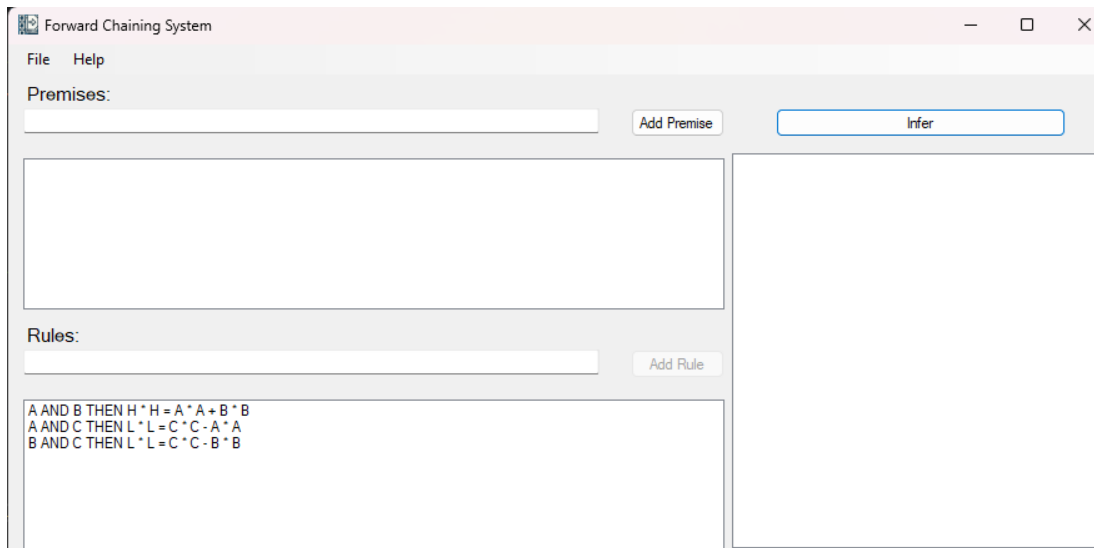 Forward Chaining System
File Help
Premises:
Add Premise
Infer
Rules:
Add Rule
A AND B THEN H * H = A * A + B * B
A AND C THEN L * L = C * C - A * A
B AND C THEN L * L = C * C - B * B